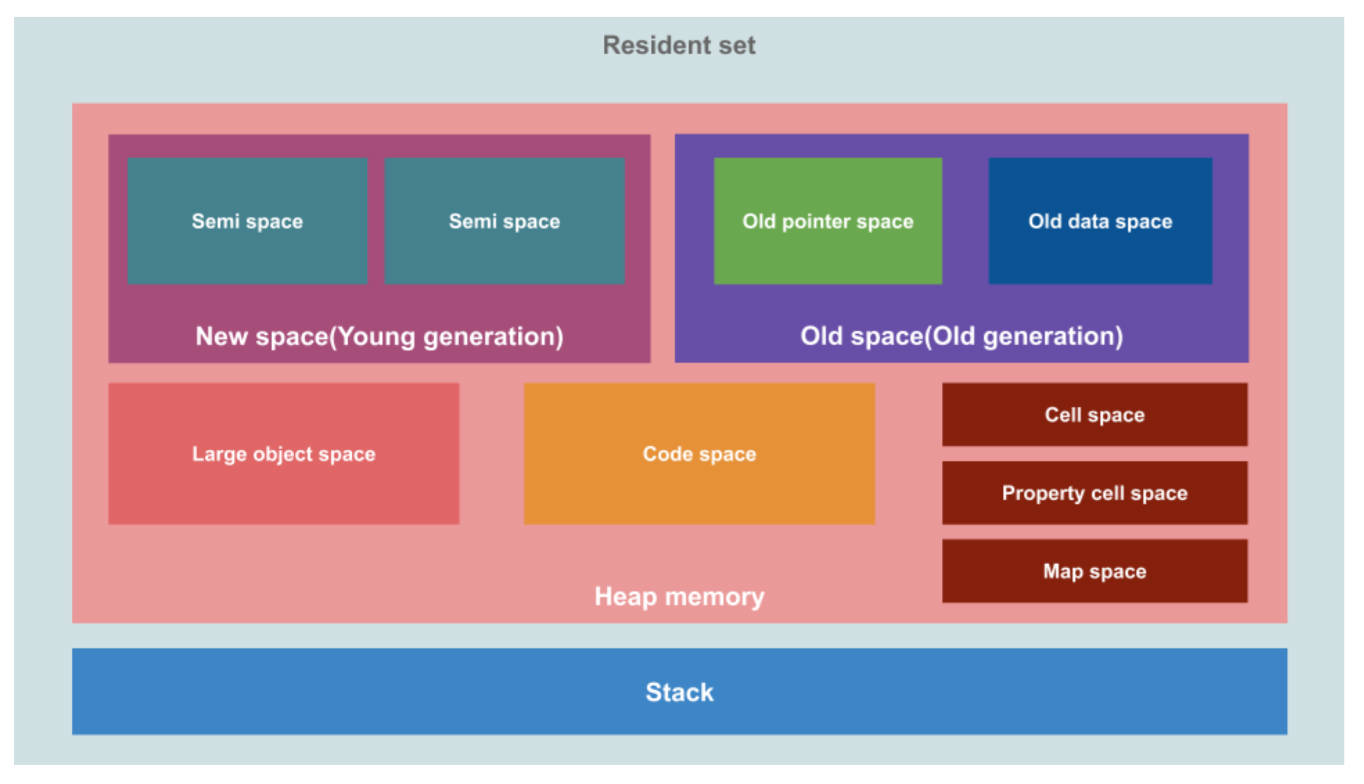 Resident set
Semi space
Semi space
Old pointer space
Old data space
New space(Young generation)
Old space(Old generation)
Large object space
Code space
Cell space
Property cell space
Map space
Heap memory
Stack